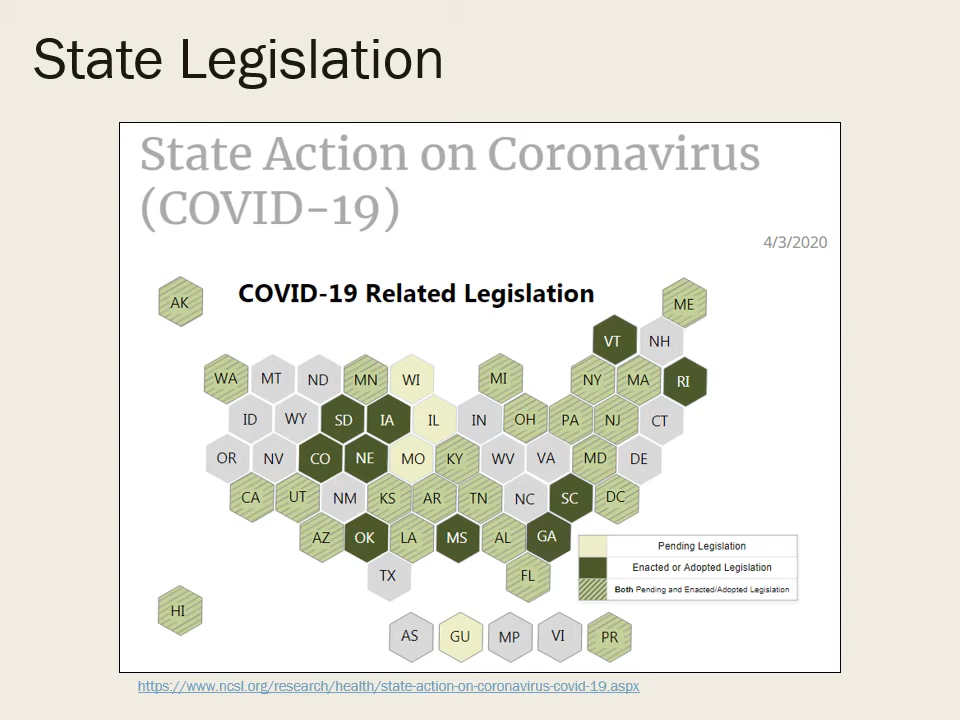 State Legislation
State Action on Coronavirus
(COVID-19)
4/3/2020
COVID-19 Related Legislation
AK
ME
VT NH
WA MT ND MN WI MI NY MA RI
ID WY SD IA IL IN OH PA NJ CT
OR NV CO NE MO KY WV VA MD DE
CA UT NM KS AR TN NC SC DC
AZ OK LA MS AL GA
TX FL
HI
AS GU MP VI PR
Pending Legislation
Enacted or Adopted Legislation
Both Pending and Enacted/Adopted Legislation
https://www.ncsl.org/research/health/state-action-on-coronavirus-covid-19.aspx